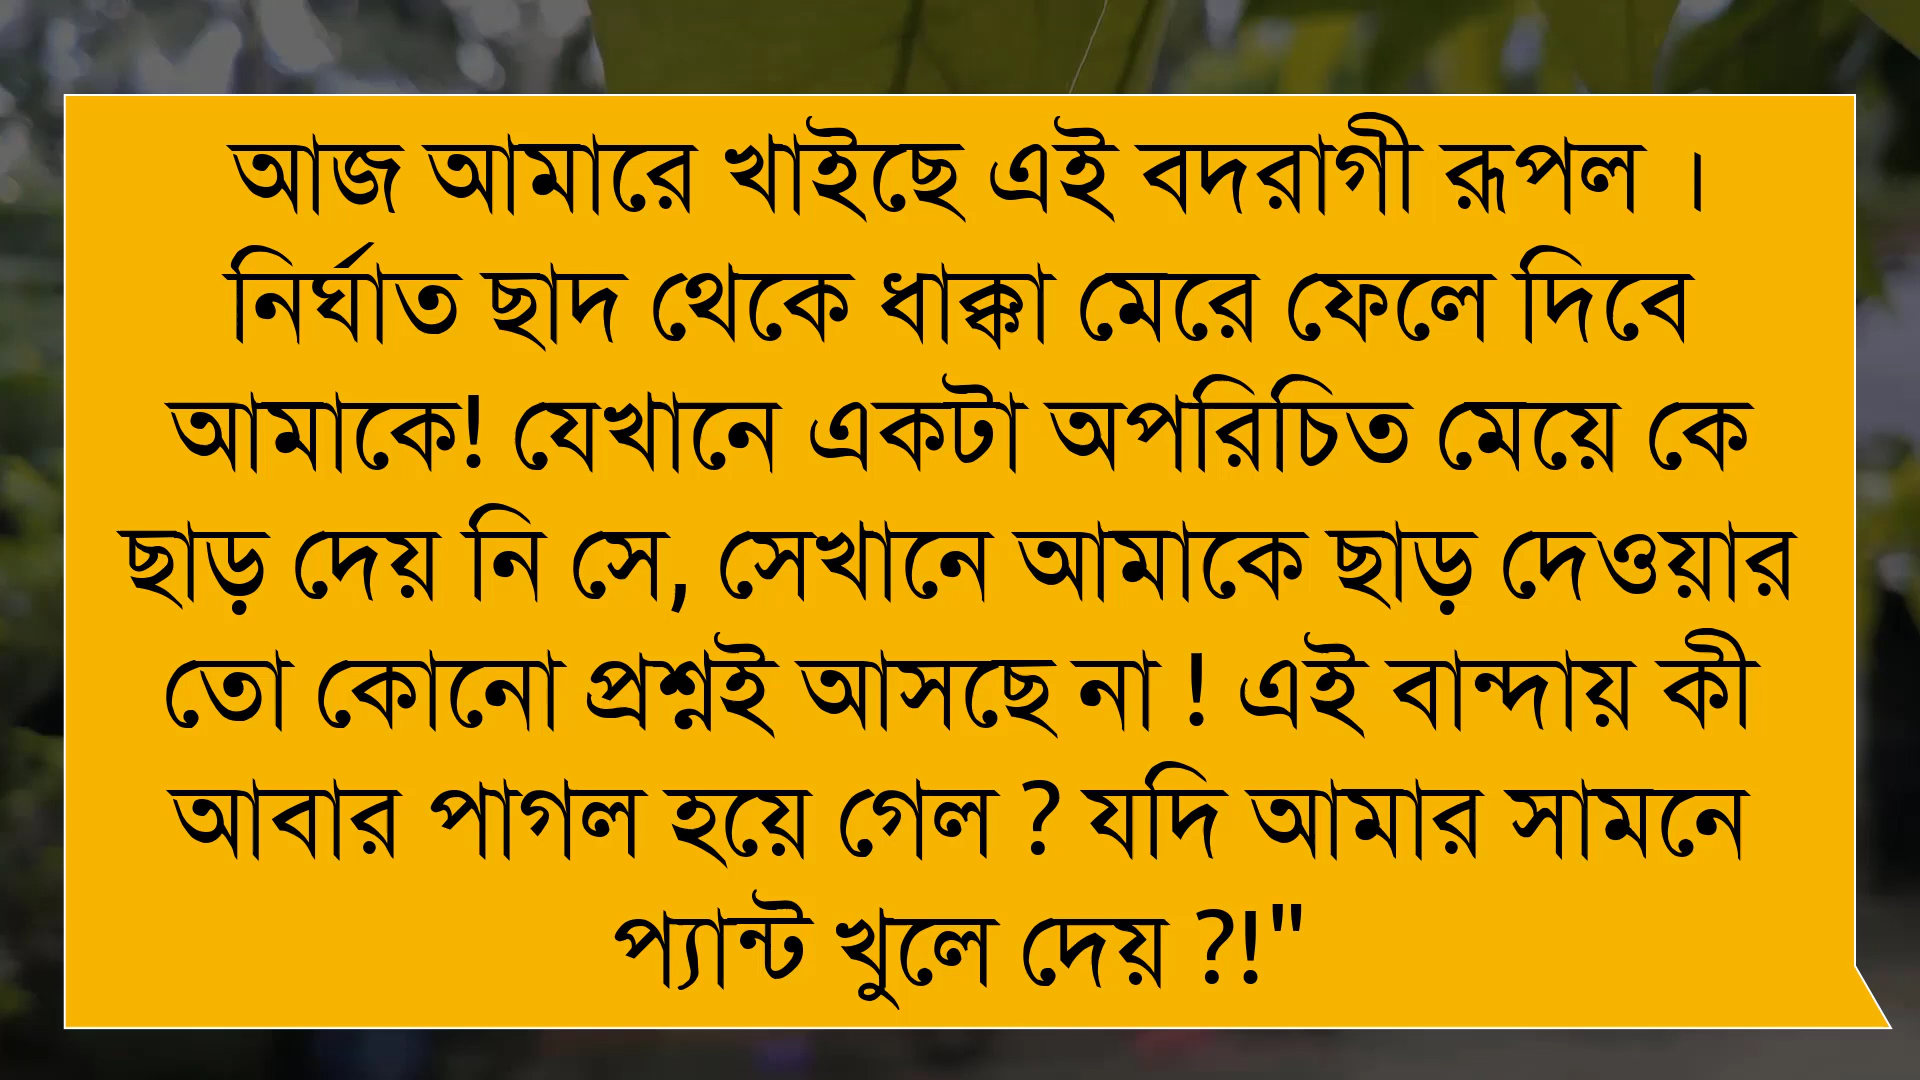 আজ আমারে খাইছে এই বদরাগী রূপল ।
নির্ঘাত ছাদ থেকে ধাক্কা মেরে ফেলে দিবে
আমাকে! যেখানে একটা অপরিচিত মেয়ে কে
ছাড় দেয় নি সে, সেখানে আমাকে ছাড় দেওয়ার
তো কোনো প্রশ্নই আসছে না ! এই বান্দায় কী
আবার পাগল হয়ে গেল ? যদি আমার সামনে
প্যান্ট খুলে দেয় ?!"